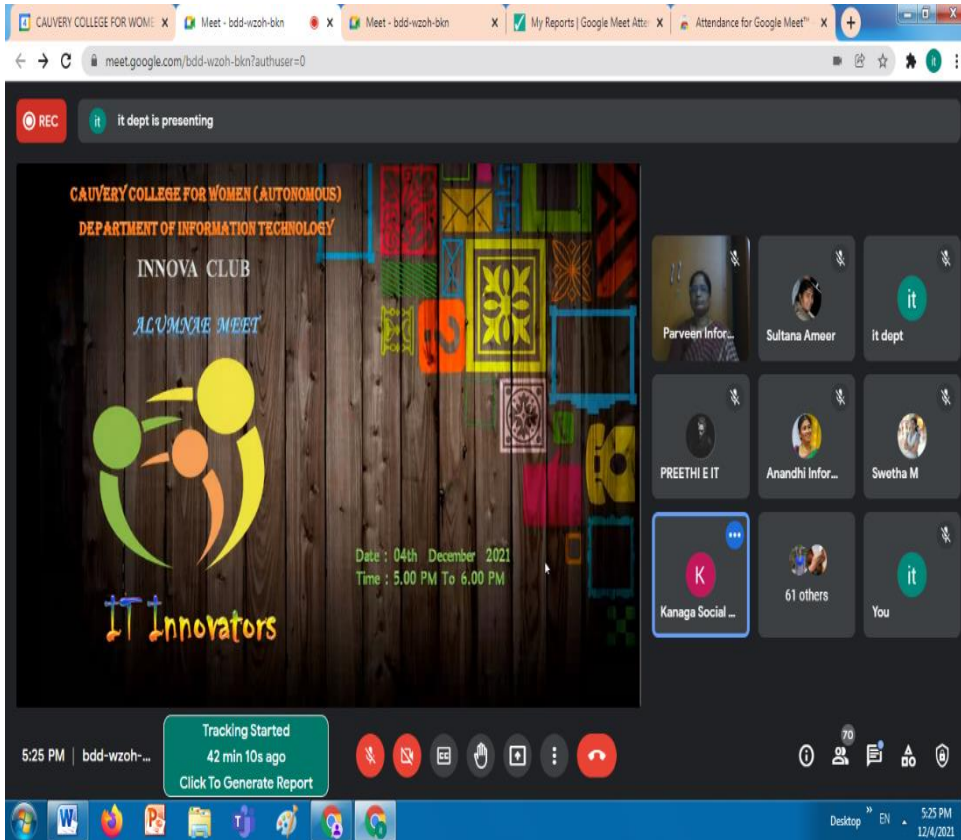 CAUVERY COLLEGE FOR WOME
Meet - bdd-wzoh-bkn
Meet - bdd-wzoh-bkn
My Reports | Google Meet Atte
Attendance for Google Meet™
meet.google.com/bdd-wzoh-bkn?authuser=0
it
REC
it
it dept is presenting
CAUVERY COLLEGE FOR WOMEN (AUTONOMOUS)
DEPARTMENT OF INFORMATION TECHNOLOGY
INNOVA CLUB
ALUMNAE MEET
Date : 04th December 2021
Time : 5.00 PM To 6.00 PM
IT Innovators
Parveen Infor...
Sultana Ameer
it
it dept
PREETHI E IT
Anandhi Infor...
Swetha M
K
Kanaga Social ...
61 others
it
You
5:25 PM | bdd-wzoh-...
Tracking Started
42 min 10s ago
Click To Generate Report
CC
70
Desktop
EN
5:25 PM
12/4/2021